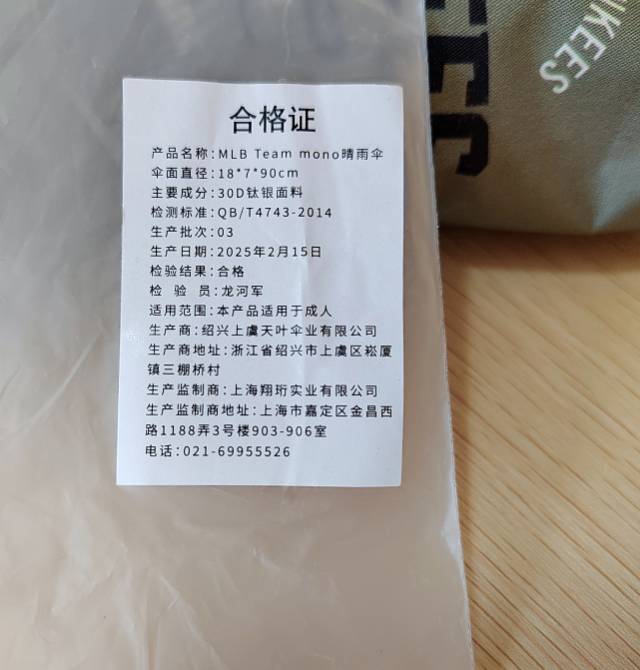 合格证
产品名称：MLB Team mono晴雨伞
伞面直径：18*7*90cm
主要成分：30D钛银面料
检测标准：QB/T4743-2014
生产批次：03
生产日期：2025年2月15日
检验结果：合格
检 验 员：龙河军
适用范围：本产品适用于成人
生产商：绍兴上虞天叶伞业有限公司
生产商地址：浙江省绍兴市上虞区崧厦
镇三棚桥村
生产监制商：上海翔珩实业有限公司
生产监制商地址：上海市嘉定区金昌西
路1188弄3号楼903-906室
电话：021-69955526
NKEES